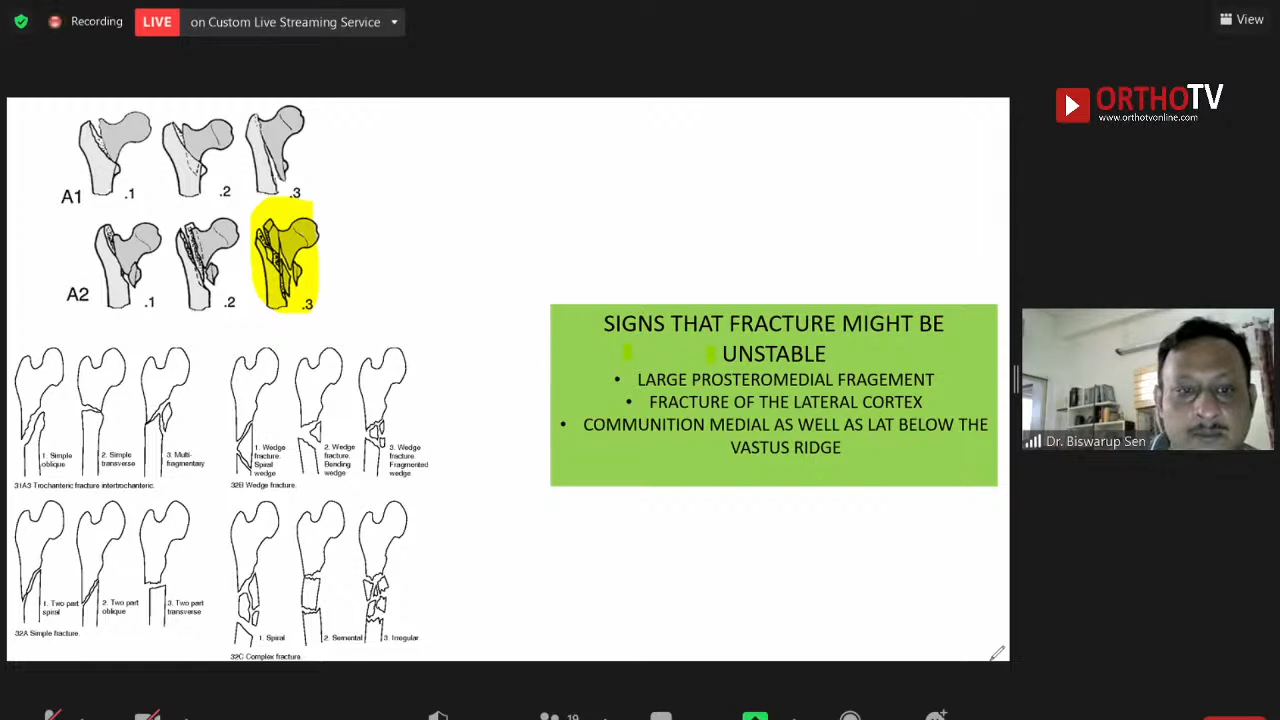 Recording
LIVE on Custom Live Streaming Service
View
ORTHOTV
www.orthotvonline.com
A1 .1 .2 .3
A2 .1 .2 .3
SIGNS THAT FRACTURE MIGHT BE
UNSTABLE
• LARGE PROSTEROMEDIAL FRAGEMENT
• FRACTURE OF THE LATERAL CORTEX
• COMMUNITION MEDIAL AS WELL AS LAT BELOW THE
VASTUS RIDGE
Dr. Biswarup Sen
1. Simple
oblique
2. Simple
transverse
3. Multi-
fragmentary
31A3 Trochanteric fracture intertrochanteric.
1. Wedge
fracture.
Spiral
wedge
2. Wedge
fracture.
Bending
wedge
3. Wedge
fracture.
Fragmented
wedge
32B Wedge fracture.
1. Two part
spiral
2. Two part
oblique
3. Two part
transverse
32A Simple fracture.
1. Spiral
2. Semental
3. Irregular
32C Complex fracture.
19